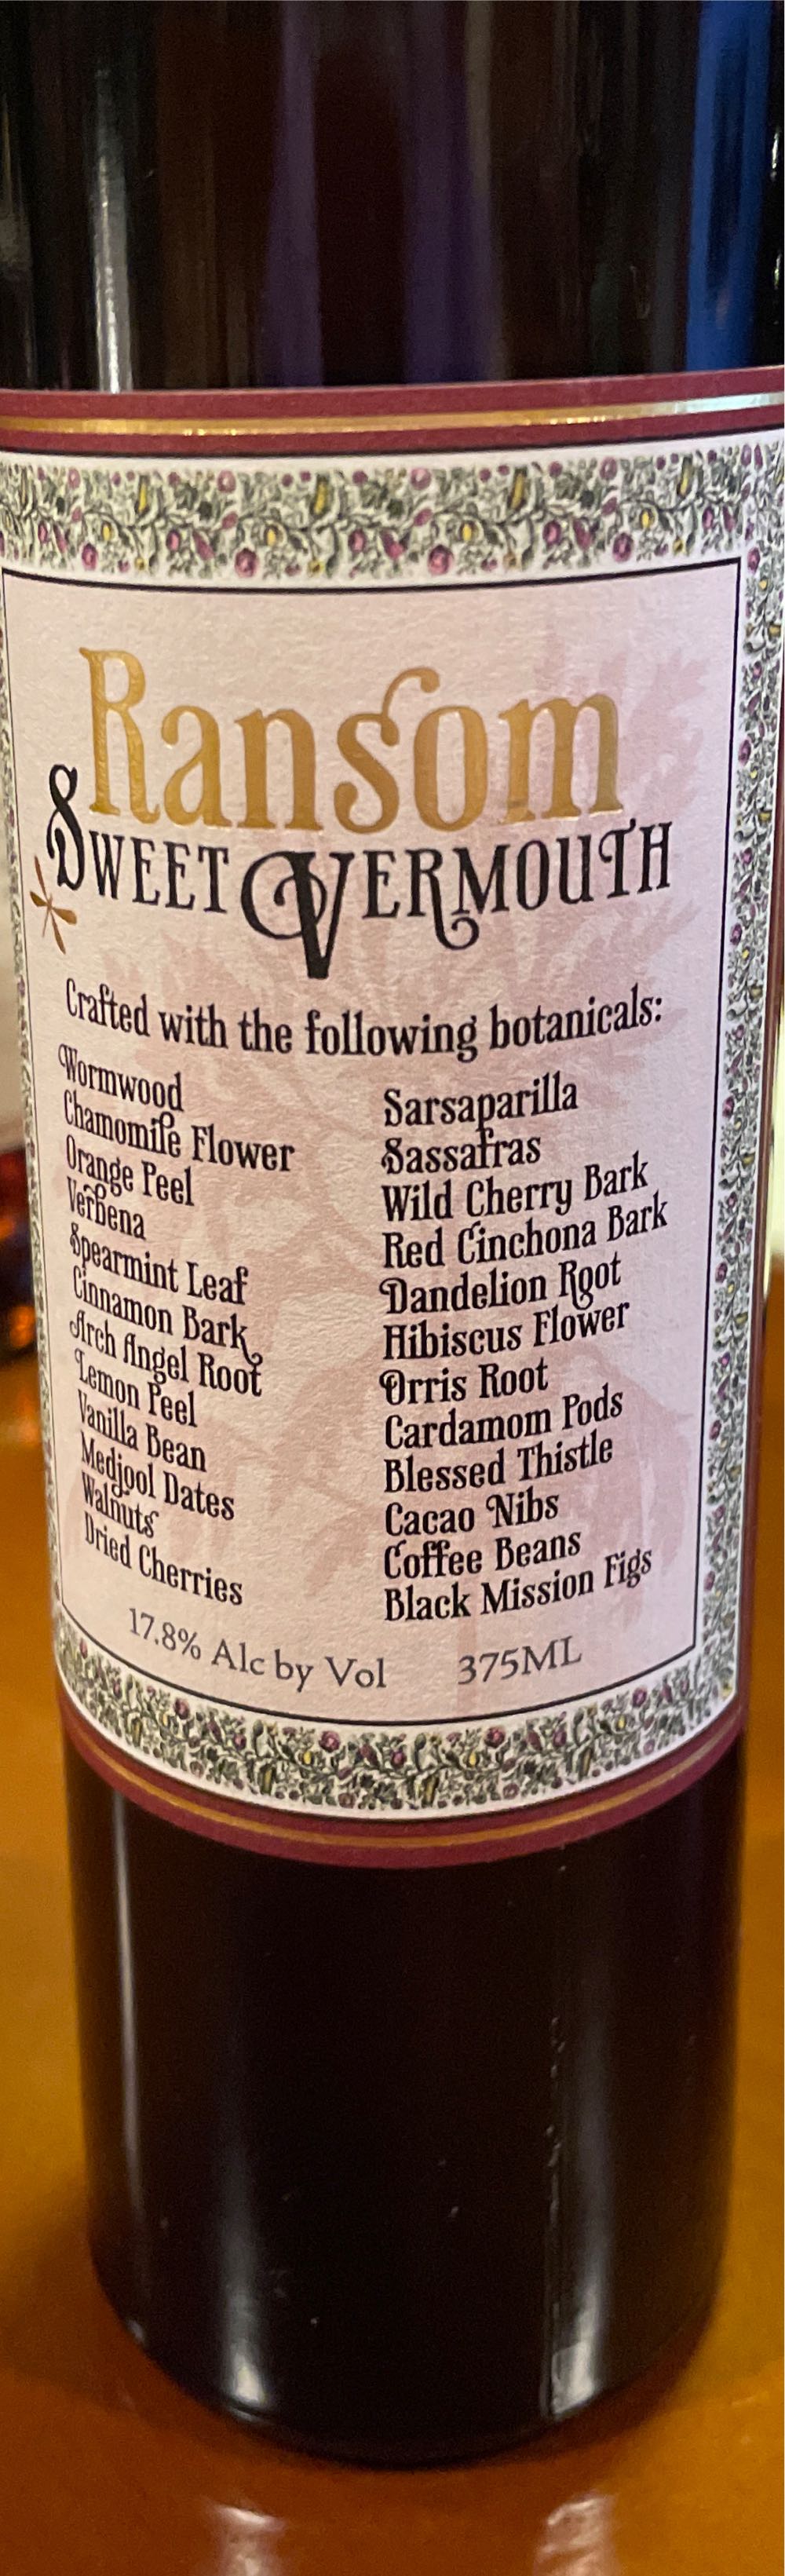 Ransom
Sweet Vermouth
Crafted with the following botanicals:
Wormwood
Chamomile Flower
Orange Peel
Verbena
Spearmint Leaf
Cinnamon Bark
Arch Angel Root
Lemon Peel
Vanilla Bean
Medjool Dates
Walnuts
Dried Cherries
Sarsaparilla
Sassafras
Wild Cherry Bark
Red Cinchona Bark
Dandelion Root
Hibiscus Flower
Orris Root
Cardamom Pods
Blessed Thistle
Cacao Nibs
Coffee Beans
Black Mission Figs
17.8% Alc by Vol 375ML